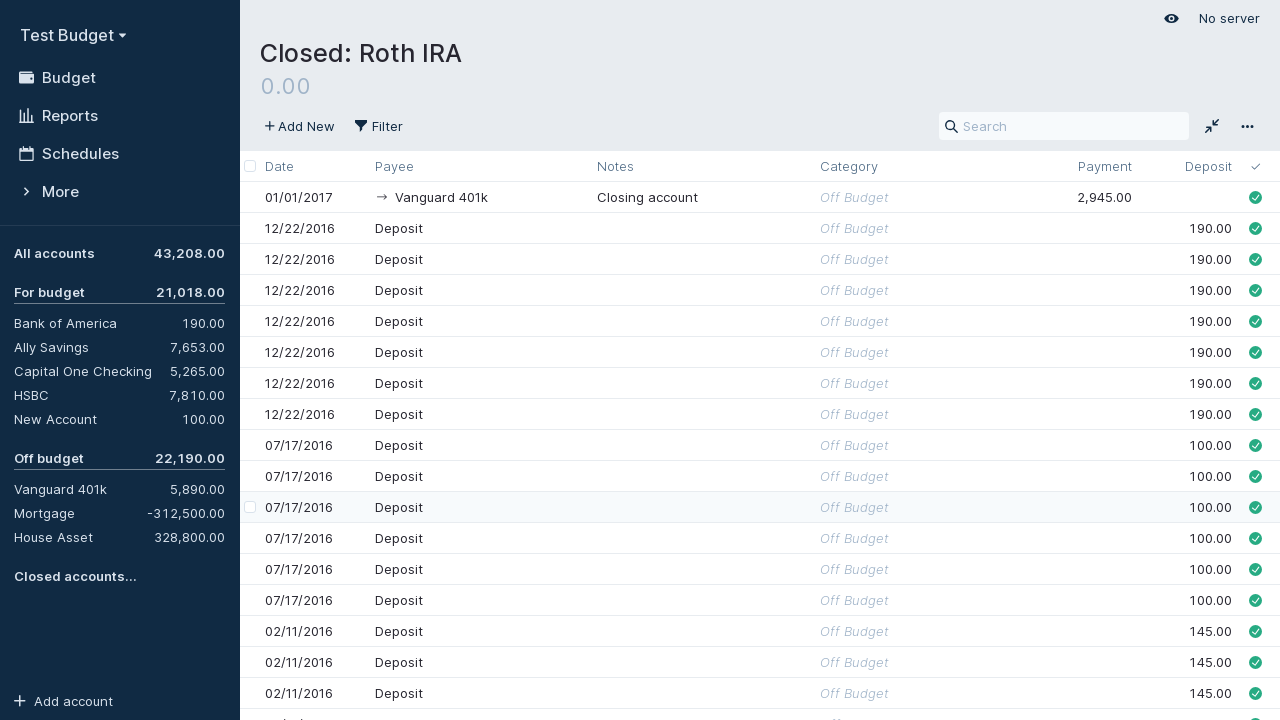 Test Budget
Budget
Reports
Schedules
More
All accounts 43,208.00
For budget 21,018.00
Bank of America 190.00
Ally Savings 7,653.00
Capital One Checking 5,265.00
HSBC 7,810.00
New Account 100.00
Off budget 22,190.00
Vanguard 401k 5,890.00
Mortgage -312,500.00
House Asset 328,800.00
Closed accounts...
Add account
No server
Closed: Roth IRA
0.00
Add New Filter Search
Date Payee Notes Category Payment Deposit
01/01/2017 → Vanguard 401k Closing account Off Budget 2,945.00
12/22/2016 Deposit Off Budget 190.00
12/22/2016 Deposit Off Budget 190.00
12/22/2016 Deposit Off Budget 190.00
12/22/2016 Deposit Off Budget 190.00
12/22/2016 Deposit Off Budget 190.00
12/22/2016 Deposit Off Budget 190.00
12/22/2016 Deposit Off Budget 190.00
07/17/2016 Deposit Off Budget 100.00
07/17/2016 Deposit Off Budget 100.00
07/17/2016 Deposit Off Budget 100.00
07/17/2016 Deposit Off Budget 100.00
07/17/2016 Deposit Off Budget 100.00
07/17/2016 Deposit Off Budget 100.00
02/11/2016 Deposit Off Budget 145.00
02/11/2016 Deposit Off Budget 145.00
02/11/2016 Deposit Off Budget 145.00